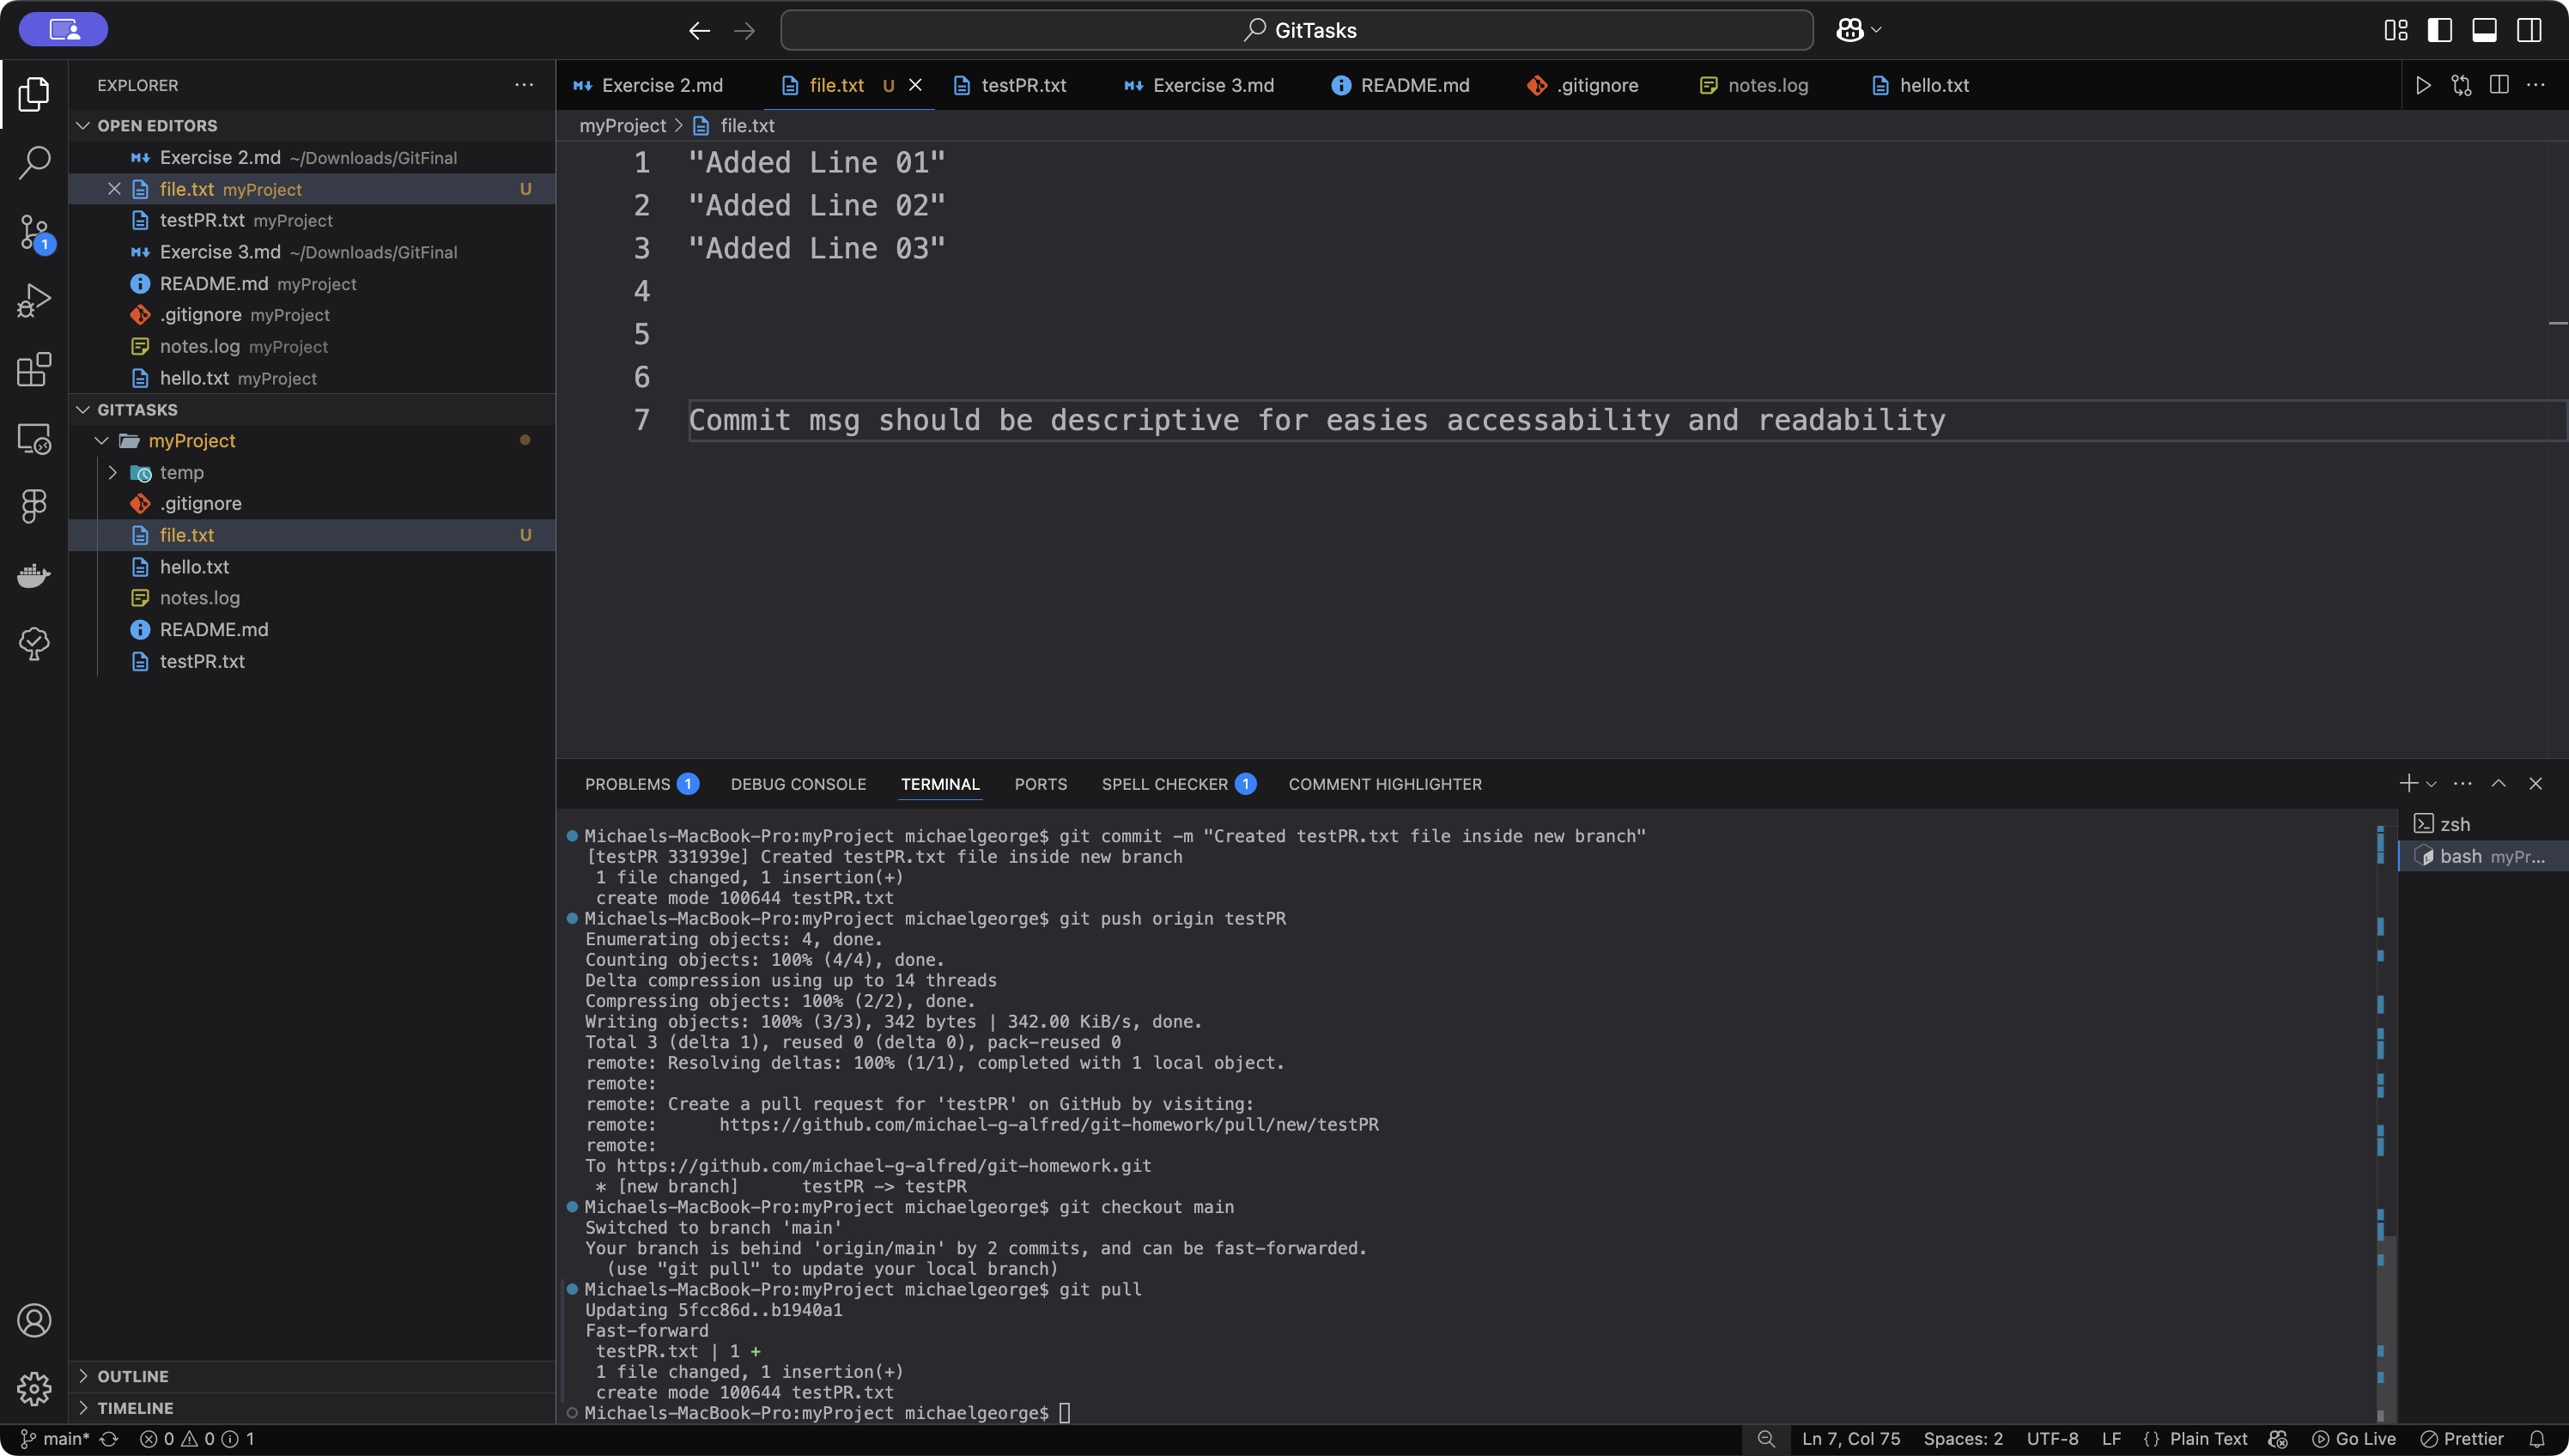 GitTasks
EXPLORER
OPEN EDITORS
Exercise 2.md ~/Downloads/GitFinal
file.txt myProject U
testPR.txt myProject
Exercise 3.md ~/Downloads/GitFinal
README.md myProject
.gitignore myProject
notes.log myProject
hello.txt myProject
GITTASKS
myProject
temp
.gitignore
file.txt U
hello.txt
notes.log
README.md
testPR.txt
OUTLINE
TIMELINE
1
Exercise 2.md file.txt U testPR.txt Exercise 3.md README.md .gitignore notes.log hello.txt
myProject > file.txt
1 "Added Line 01"
2 "Added Line 02"
3 "Added Line 03"
4
5
6
7 Commit msg should be descriptive for easies accessability and readability
PROBLEMS 1 DEBUG CONSOLE TERMINAL PORTS SPELL CHECKER 1 COMMENT HIGHLIGHTER
Michaels-MacBook-Pro:myProject michaelgeorge$ git commit -m "Created testPR.txt file inside new branch"
[testPR 331939e] Created testPR.txt file inside new branch
1 file changed, 1 insertion(+)
create mode 100644 testPR.txt
Michaels-MacBook-Pro:myProject michaelgeorge$ git push origin testPR
Enumerating objects: 4, done.
Counting objects: 100% (4/4), done.
Delta compression using up to 14 threads
Compressing objects: 100% (2/2), done.
Writing objects: 100% (3/3), 342 bytes | 342.00 KiB/s, done.
Total 3 (delta 1), reused 0 (delta 0), pack-reused 0
remote: Resolving deltas: 100% (1/1), completed with 1 local object.
remote:
remote: Create a pull request for 'testPR' on GitHub by visiting:
remote:      https://github.com/michael-g-alfred/git-homework/pull/new/testPR
remote:
To https://github.com/michael-g-alfred/git-homework.git
* [new branch]      testPR -> testPR
Michaels-MacBook-Pro:myProject michaelgeorge$ git checkout main
Switched to branch 'main'
Your branch is behind 'origin/main' by 2 commits, and can be fast-forwarded.
(use "git pull" to update your local branch)
Michaels-MacBook-Pro:myProject michaelgeorge$ git pull
Updating 5fcc86d..b1940a1
Fast-forward
testPR.txt | 1 +
1 file changed, 1 insertion(+)
create mode 100644 testPR.txt
Michaels-MacBook-Pro:myProject michaelgeorge$
zsh
bash myPr...
main* 0 0 1 Ln 7, Col 75 Spaces: 2 UTF-8 LF {} Plain Text Go Live Prettier